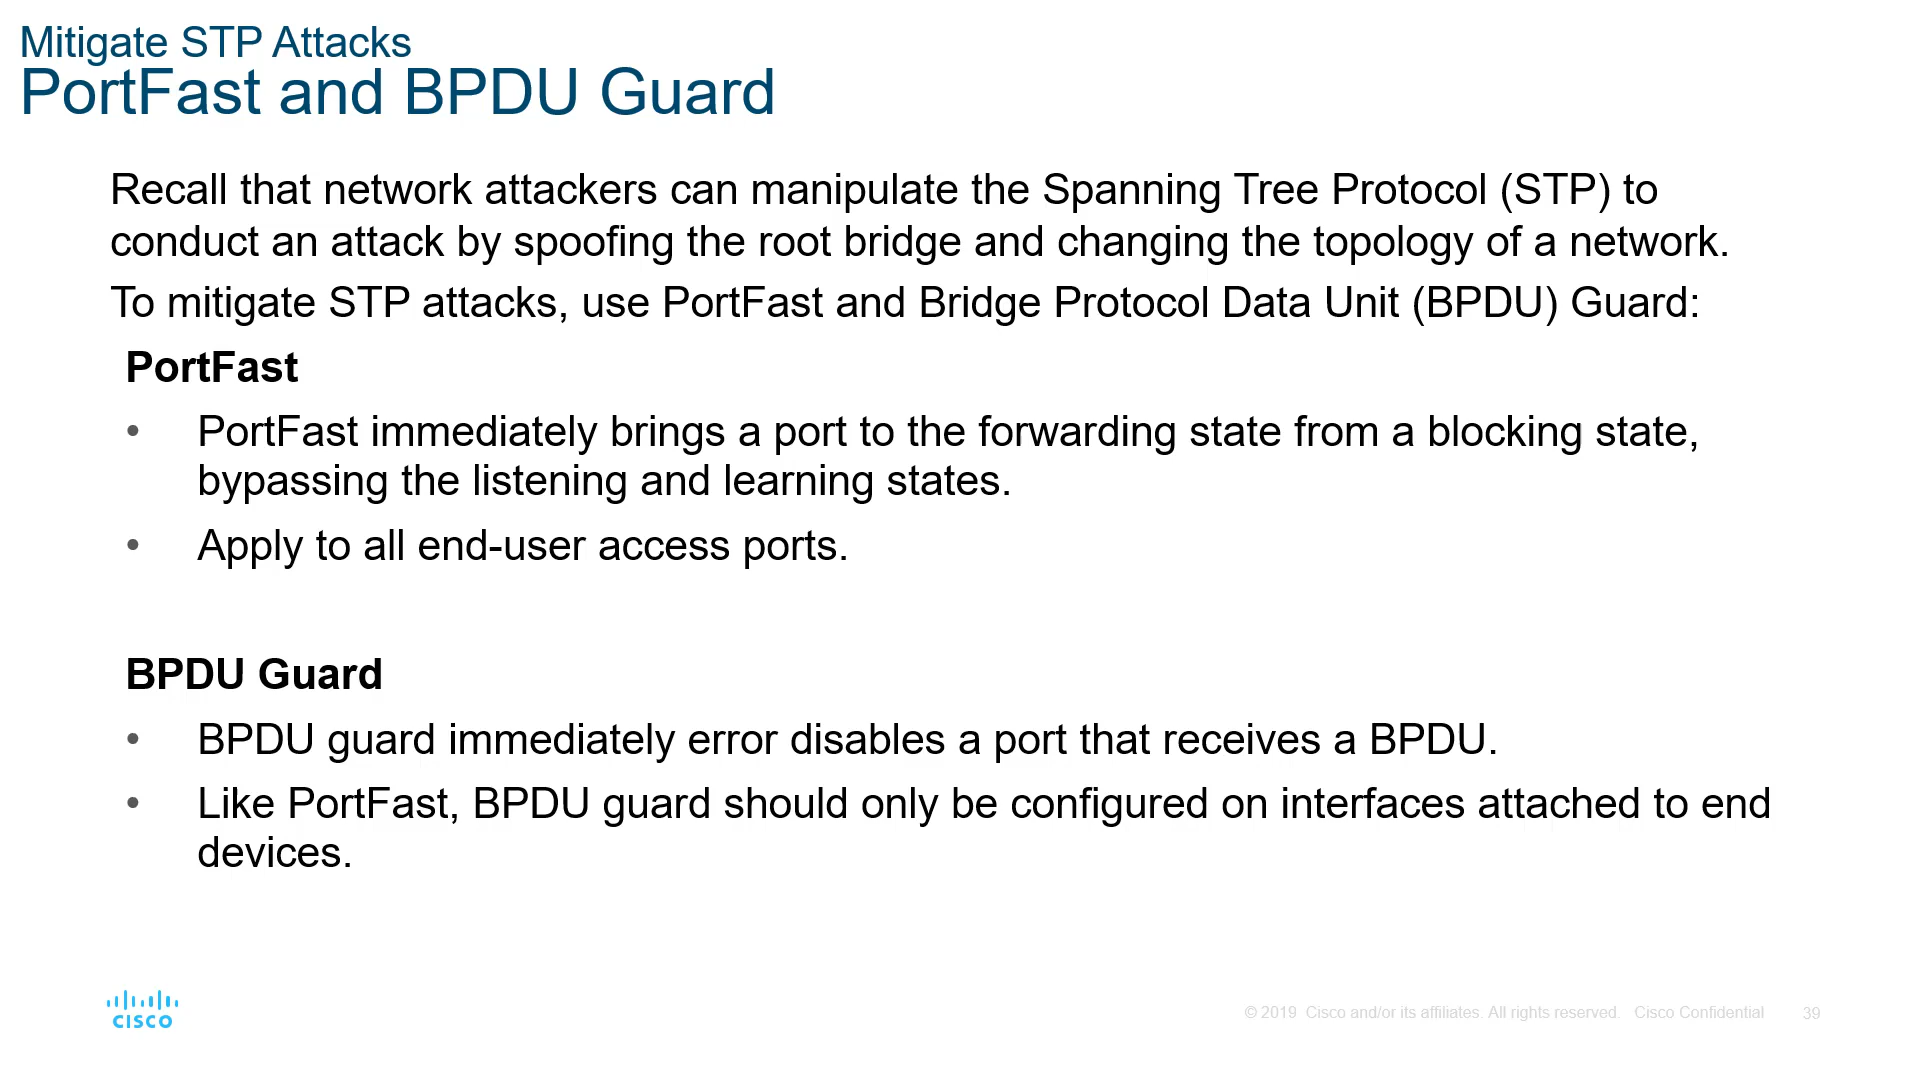 Mitigate STP Attacks
PortFast and BPDU Guard
Recall that network attackers can manipulate the Spanning Tree Protocol (STP) to
conduct an attack by spoofing the root bridge and changing the topology of a network.
To mitigate STP attacks, use PortFast and Bridge Protocol Data Unit (BPDU) Guard:
PortFast
• PortFast immediately brings a port to the forwarding state from a blocking state,
bypassing the listening and learning states.
• Apply to all end-user access ports.
BPDU Guard
• BPDU guard immediately error disables a port that receives a BPDU.
• Like PortFast, BPDU guard should only be configured on interfaces attached to end
devices.
CISCO
© 2019 Cisco and/or its affiliates. All rights reserved. Cisco Confidential 39